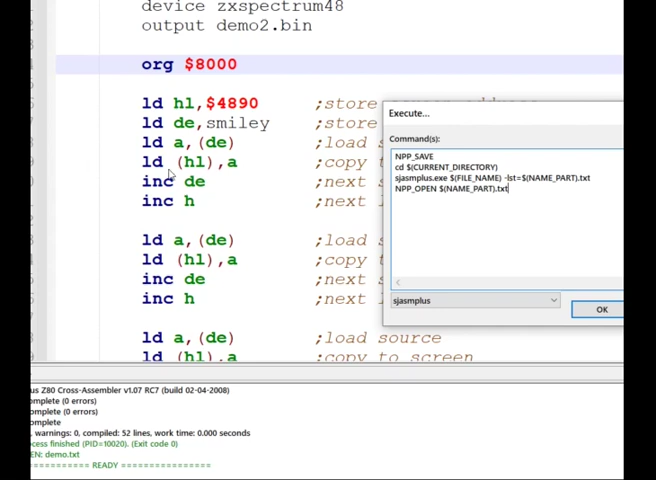 device zxspectrum48
output demo2.bin
org $8000
ld hl,$4890 ;store
ld de,smiley ;store
ld a,(de) ;load s
ld (hl),a ;copy t
inc de ;next s
inc h ;next l
ld a,(de) ;load s
ld (hl),a ;copy t
inc de ;next s
inc h ;next l
ld a,(de) ;load source
ld (hl),a ;copy to screen
Execute...
Command(s):
NPP_SAVE
cd $(CURRENT_DIRECTORY)
sjasmplus.exe $(FILE_NAME) -lst=$(NAME_PART).txt
NPP_OPEN $(NAME_PART).txt
sjasmplus
OK
us Z80 Cross-Assembler v1.07 RC7 (build 02-04-2008)
omplete (0 errors)
omplete (0 errors)
omplete
, warnings: 0, compiled: 52 lines, work time: 0.000 seconds
ocess finished (PID=10020). (Exit code 0)
EN: demo.txt
========== READY ================